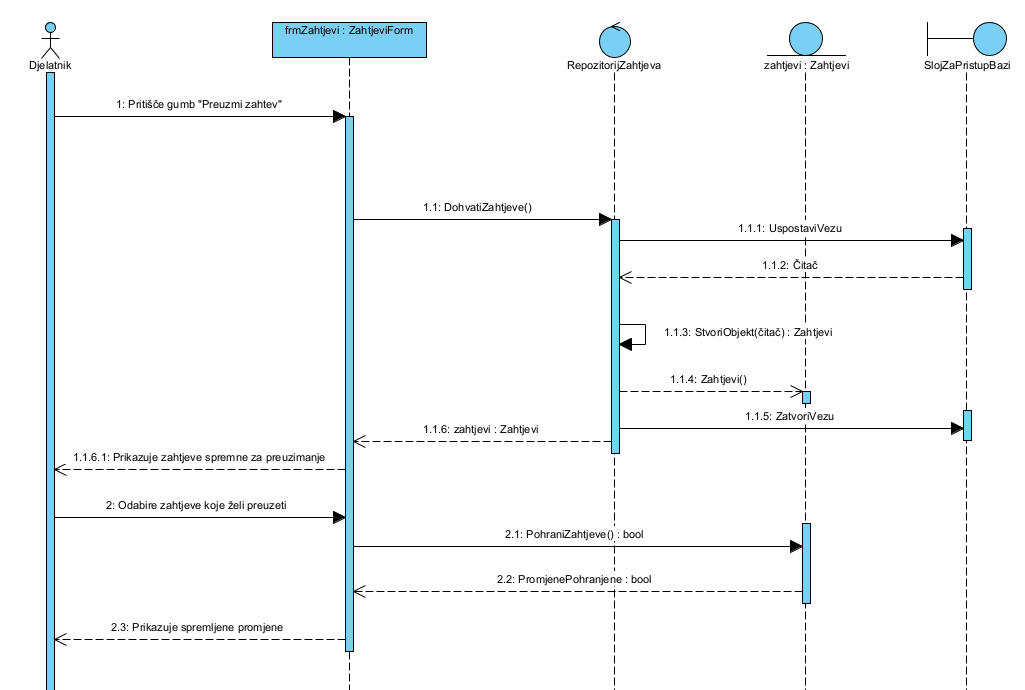 frmZahtjevi : ZahtjeviForm
Djelatnik
RepozitorijZahtjeva
zahtjevi : Zahtjevi
SlojZaPristupBazi
1: Pritišče gumb "Preuzmi zahtev"
1.1: DohvatiZahtjeve()
1.1.1: UspostaviVezu
1.1.2: Čitač
1.1.3: StvoriObjekt(čitač) : Zahtjevi
1.1.4: Zahtjevi()
1.1.5: ZatvoriVezu
1.1.6: zahtjevi : Zahtjevi
1.1.6.1: Prikazuje zahtjeve spremne za preuzimanje
2: Odabire zahtjeve koje želi preuzeti
2.1: PohraniZahtjeve() : bool
2.2: PromjenePohranjene : bool
2.3: Prikazuje spremljene promjene